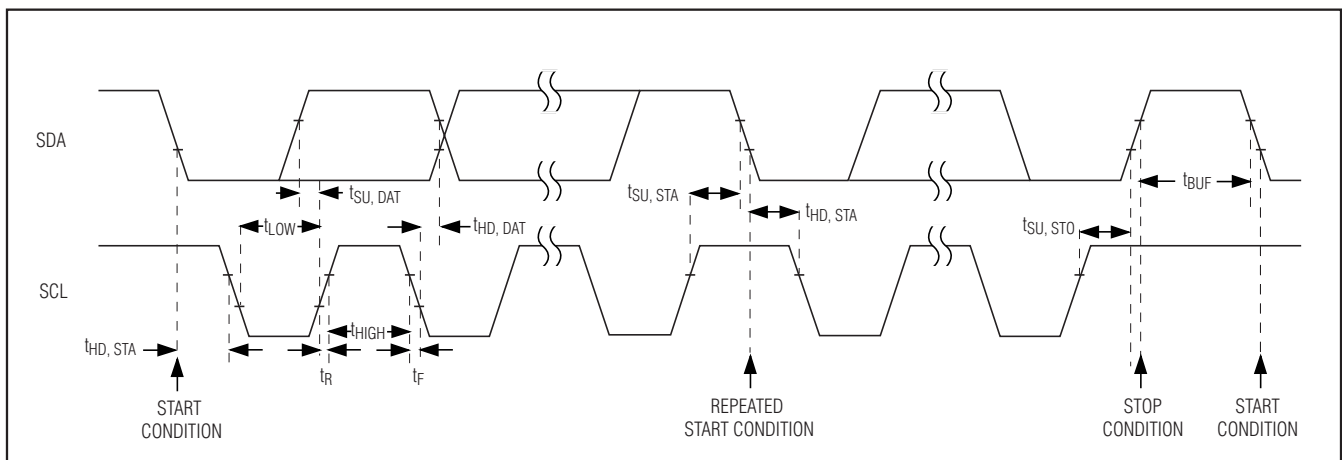 SDA
tSU, DAT
tLOW
tHD, DAT
tSU, STA
tHD, STA
tBUF
tSU, STO
SCL
tHIGH
tHD, STA
tR
tF
START
CONDITION
REPEATED
START CONDITION
STOP
CONDITION
START
CONDITION